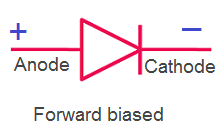 + −
Anode Cathode
Forward biased